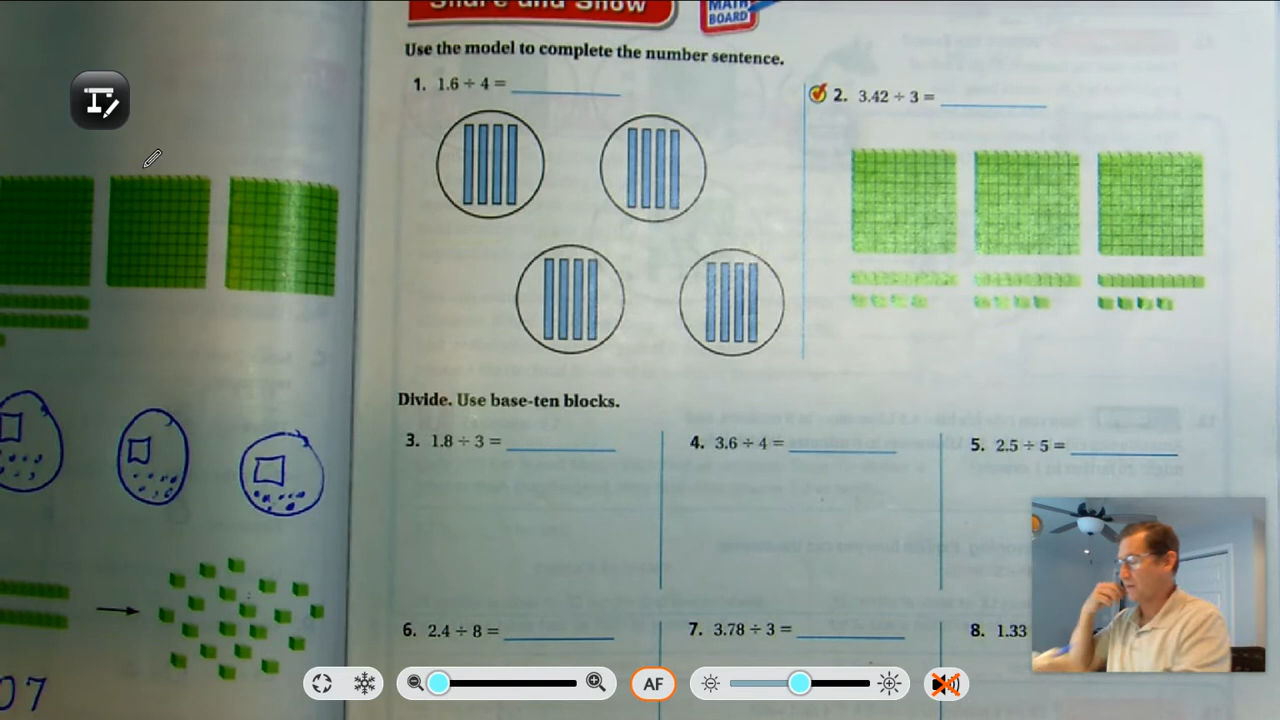 Share and Show
MATH
BOARD
Use the model to complete the number sentence.
1. 1.6 ÷ 4 =
2. 3.42 ÷ 3 =
Divide. Use base-ten blocks.
3. 1.8 ÷ 3 =
4. 3.6 ÷ 4 =
5. 2.5 ÷ 5 =
6. 2.4 ÷ 8 =
7. 3.78 ÷ 3 =
8. 1.33
07
AF